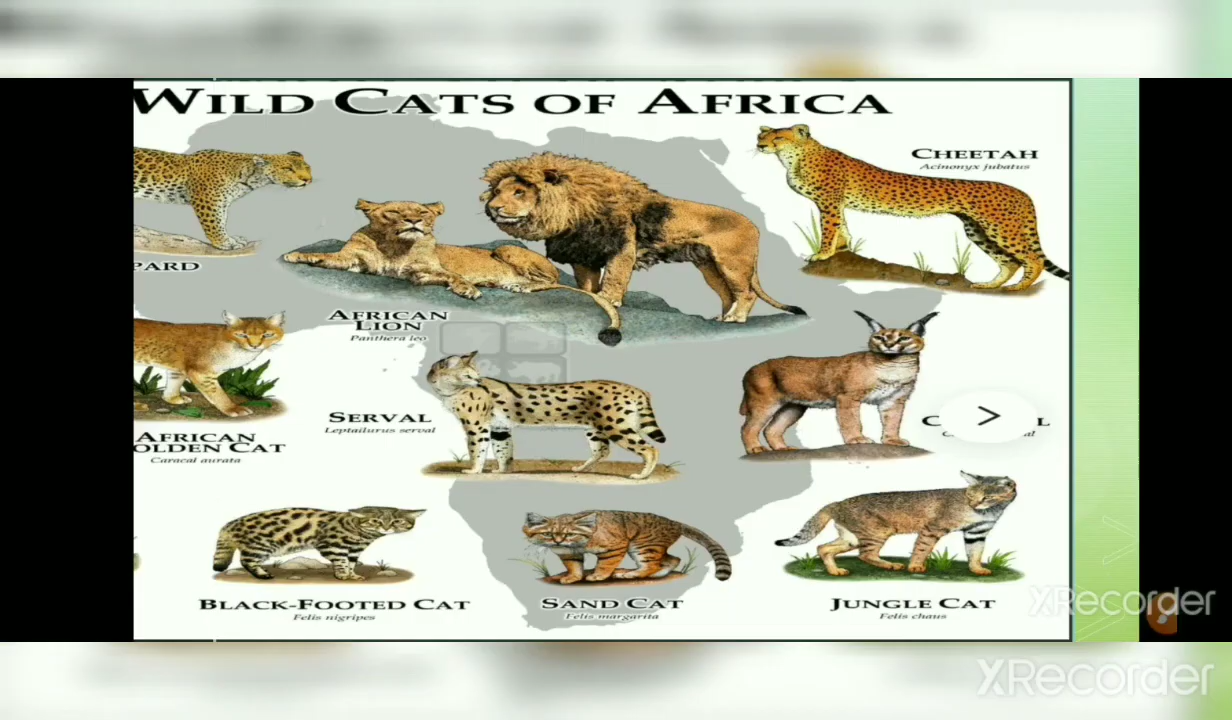 WILD CATS OF AFRICA
CHEETAH
Acinonyx jubatus
PARD
AFRICAN
LION
Panthera leo
SERVAL
Leptailurus serval
AFRICAN
OLDEN CAT
Caracal aurata
BLACK-FOOTED CAT
Felis nigripes
SAND CAT
Felis margarita
JUNGLE CAT
Felis chaus
XRecorder
XRecorder